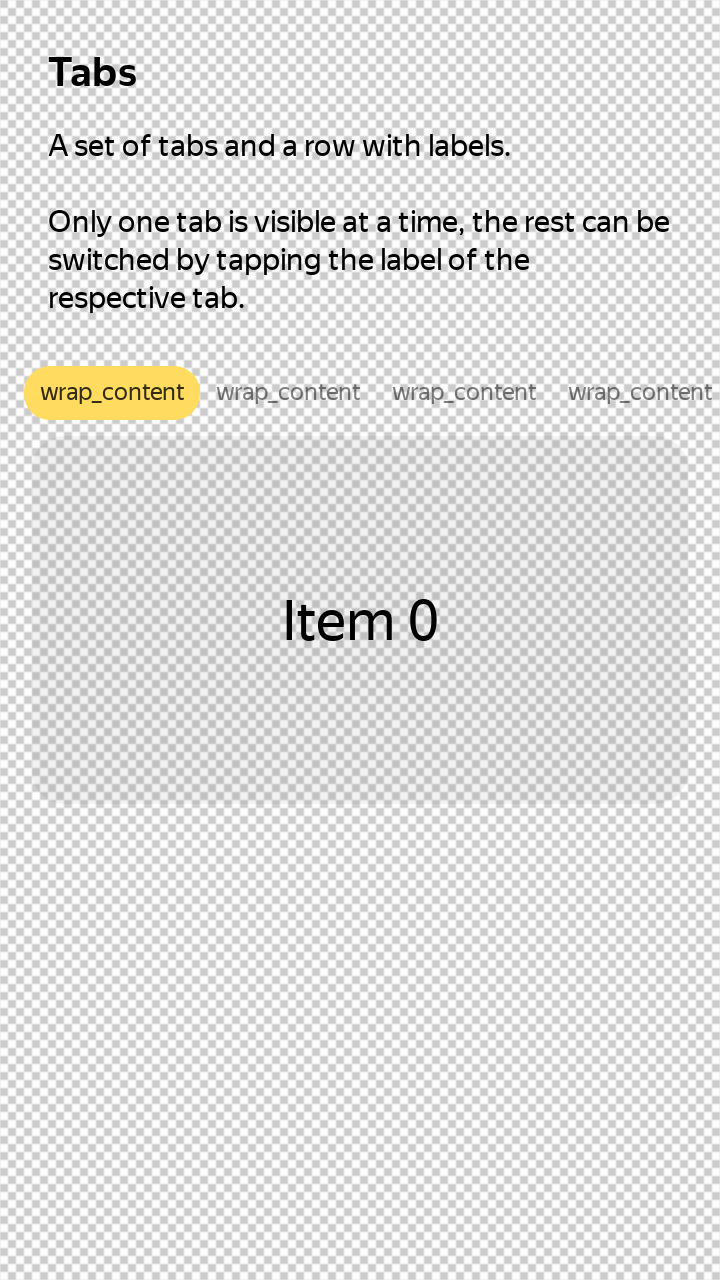 Tabs
A set of tabs and a row with labels.
Only one tab is visible at a time, the rest can be
switched by tapping the label of the
respective tab.
wrap_content wrap_content wrap_content wrap_content
Item 0